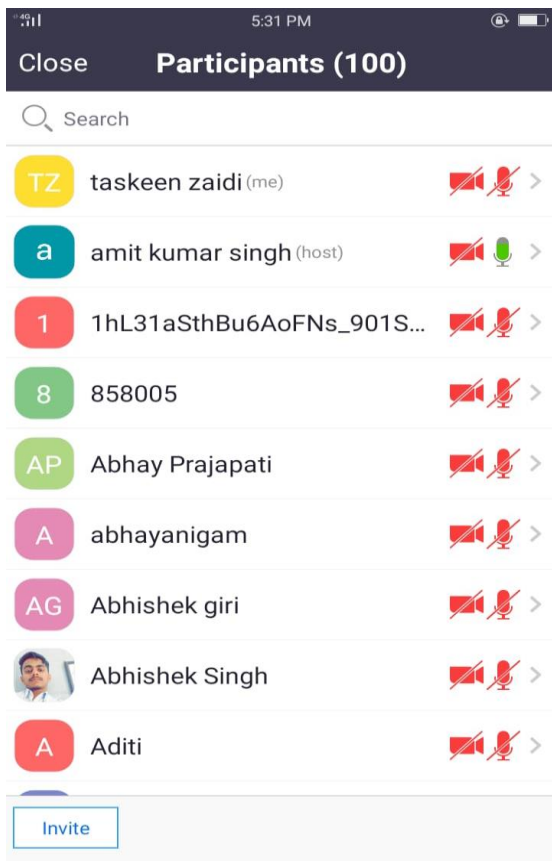 4G 5:31 PM
Close Participants (100)
Search
TZ taskeen zaidi (me)
a amit kumar singh (host)
1 1hL31aSthBu6AoFNs_901S...
8 858005
AP Abhay Prajapati
A abhayanigam
AG Abhishek giri
Abhishek Singh
A Aditi
Invite